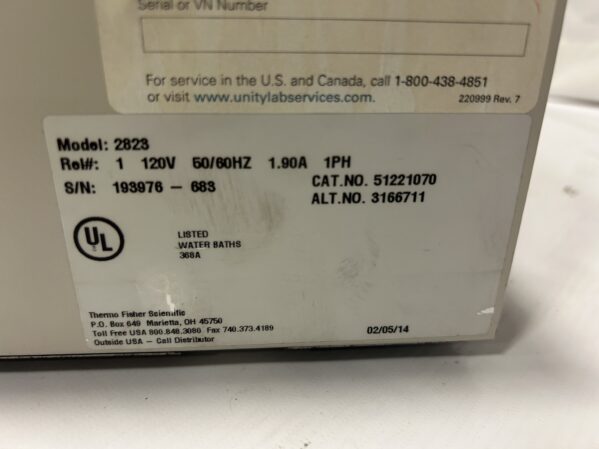 Serial or VN Number
For service in the U.S. and Canada, call 1-800-438-4851
or visit www.unitylabservices.com.
220999 Rev. 7
Model: 2823
Rel#: 1 120V 50/60HZ 1.90A 1PH
S/N: 193976 - 683
CAT.NO. 51221070
ALT.NO. 3166711
UL
LISTED
WATER BATHS
368A
Thermo Fisher Scientific
P.O. Box 649 Marietta, OH 45750
Toll Free USA 800.848.3080 Fax 740.373.4189
Outside USA - Call Distributor
02/05/14